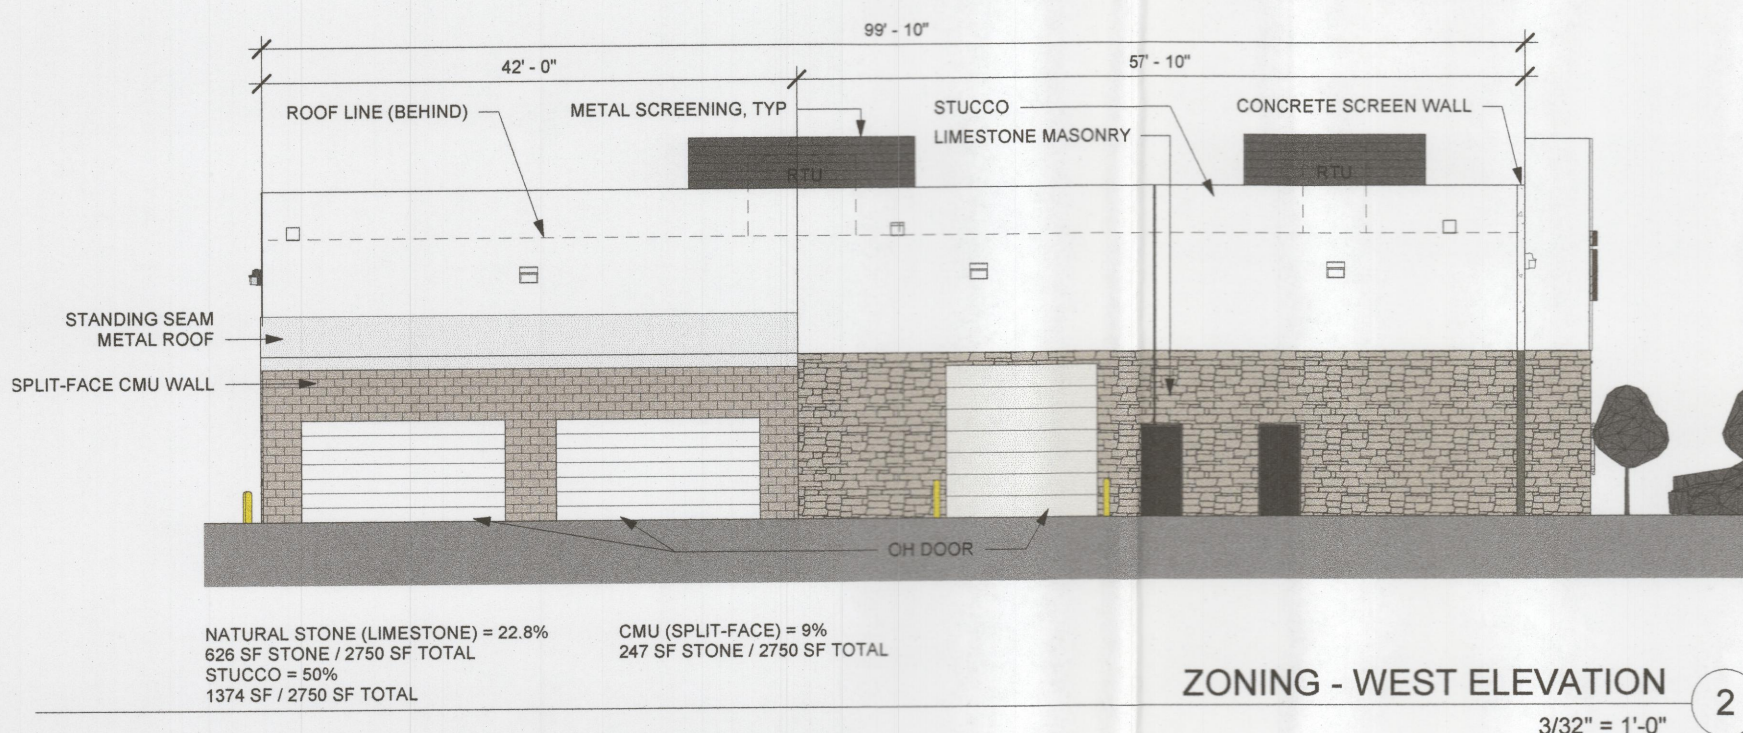 99' - 10"
42' - 0"
57' - 10"
ROOF LINE (BEHIND)
METAL SCREENING, TYP
STUCCO
CONCRETE SCREEN WALL
LIMESTONE MASONRY
RTU
RTU
STANDING SEAM
METAL ROOF
SPLIT-FACE CMU WALL
OH DOOR
NATURAL STONE (LIMESTONE) = 22.8%
626 SF STONE / 2750 SF TOTAL
STUCCO = 50%
1374 SF / 2750 SF TOTAL
CMU (SPLIT-FACE) = 9%
247 SF STONE / 2750 SF TOTAL
ZONING - WEST ELEVATION
2
3/32" = 1'-0"